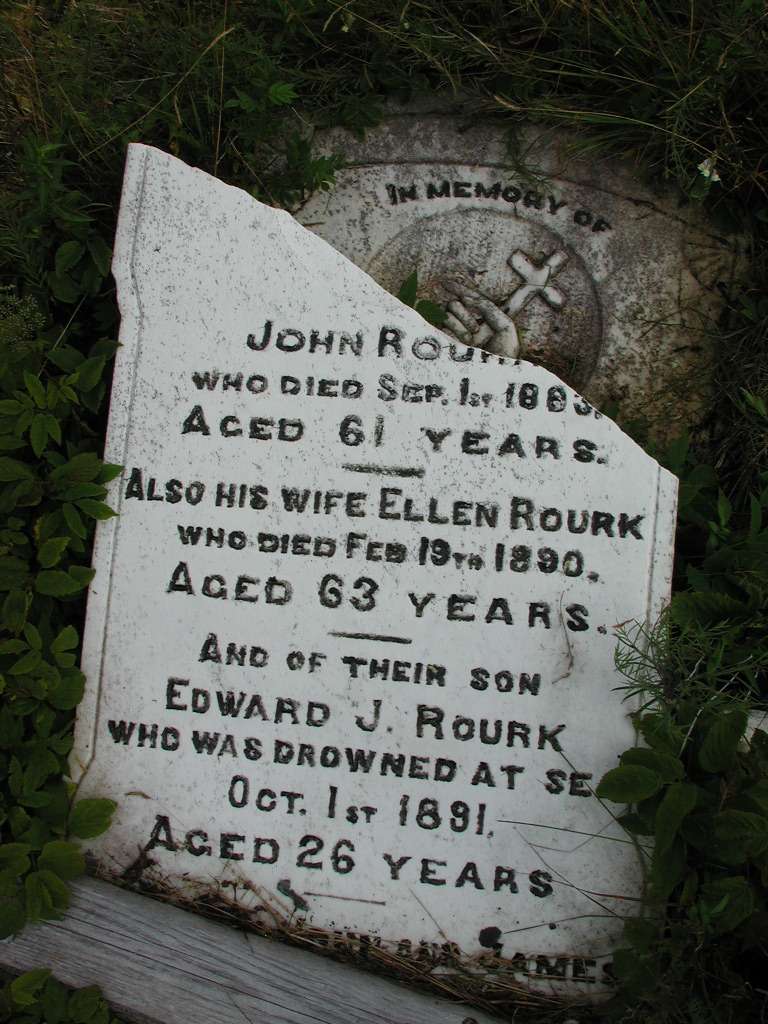 IN MEMORY OF
JOHN ROURK
WHO DIED SEP. 1ST 1883.
AGED 61 YEARS.
ALSO HIS WIFE ELLEN ROURK
WHO DIED FEB 19TH 1890.
AGED 63 YEARS.
AND OF THEIR SON
EDWARD J. ROURK
WHO WAS DROWNED AT SE
OCT. 1ST 1891.
AGED 26 YEARS
ANN JAMES